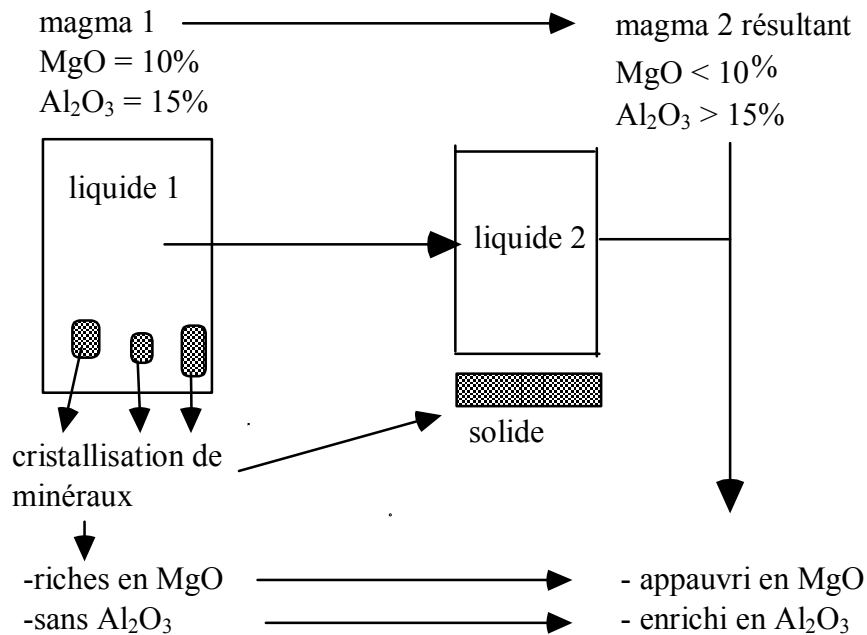 magma 1
MgO = 10%
Al₂O₃ = 15%
magma 2 résultant
MgO < 10%
Al₂O₃ > 15%
liquide 1
liquide 2
solide
cristallisation de
minéraux
-riches en MgO
-sans Al₂O₃
- appauvri en MgO
- enrichi en Al₂O₃